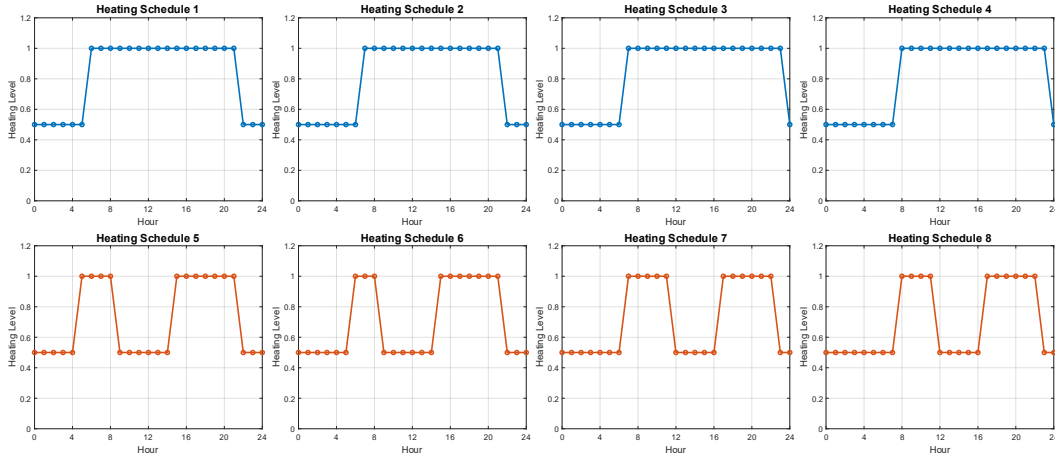 Heating Schedule 1
Heating Level
1.2
1
0.8
0.6
0.4
0.2
0
0 4 8 12 16 20 24
Hour
Heating Schedule 2
Heating Level
1.2
1
0.8
0.6
0.4
0.2
0
0 4 8 12 16 20 24
Hour
Heating Schedule 3
Heating Level
1.2
1
0.8
0.6
0.4
0.2
0
0 4 8 12 16 20 24
Hour
Heating Schedule 4
Heating Level
1.2
1
0.8
0.6
0.4
0.2
0
0 4 8 12 16 20 24
Hour
Heating Schedule 5
Heating Level
1.2
1
0.8
0.6
0.4
0.2
0
0 4 8 12 16 20 24
Hour
Heating Schedule 6
Heating Level
1.2
1
0.8
0.6
0.4
0.2
0
0 4 8 12 16 20 24
Hour
Heating Schedule 7
Heating Level
1.2
1
0.8
0.6
0.4
0.2
0
0 4 8 12 16 20 24
Hour
Heating Schedule 8
Heating Level
1.2
1
0.8
0.6
0.4
0.2
0
0 4 8 12 16 20 24
Hour